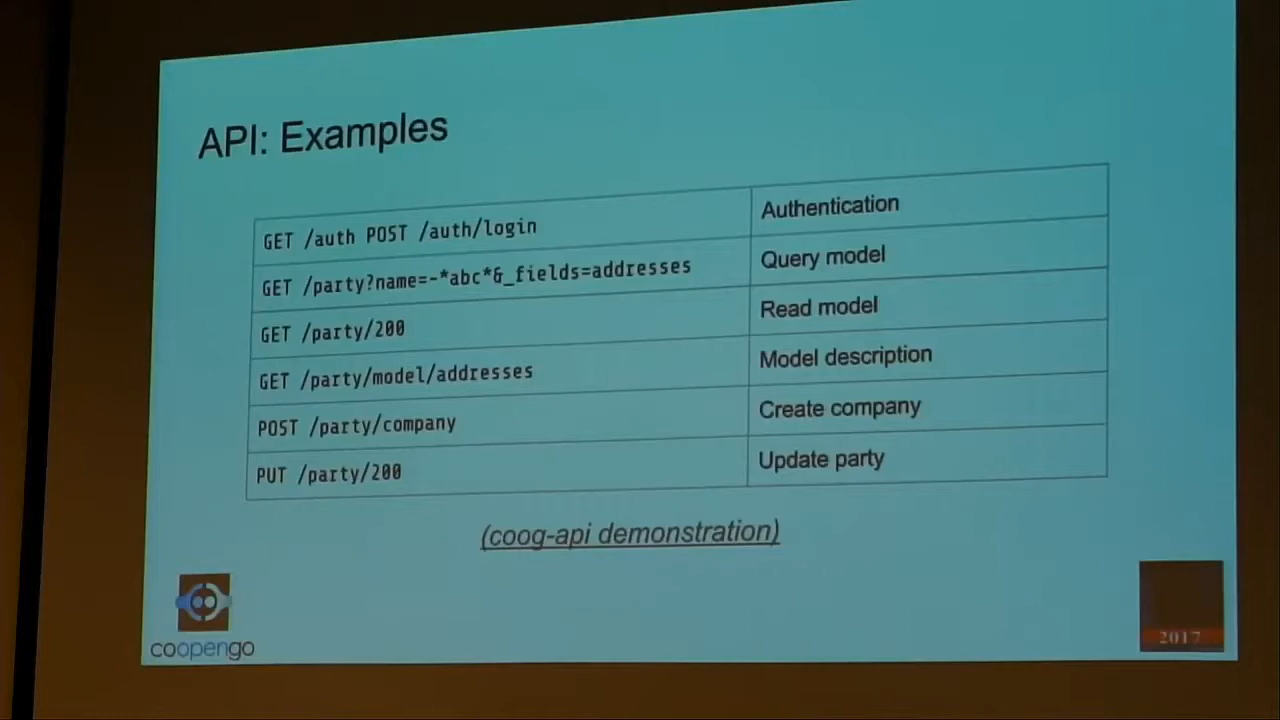 API: Examples
GET /auth POST /auth/login Authentication
GET /party?name=-*abc*&_fields=addresses Query model
GET /party/200 Read model
GET /party/model/addresses Model description
POST /party/company Create company
PUT /party/200 Update party
(coog-api demonstration)
coopengo
2017